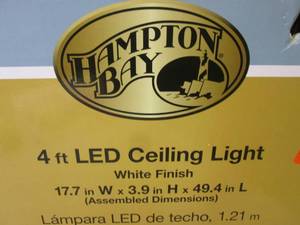 HAMPTON
BAY
4 ft LED Ceiling Light
White Finish
17.7 in W x 3.9 in H x 49.4 in L
(Assembled Dimensions)
Lámpara LED de techo, 1.21 m